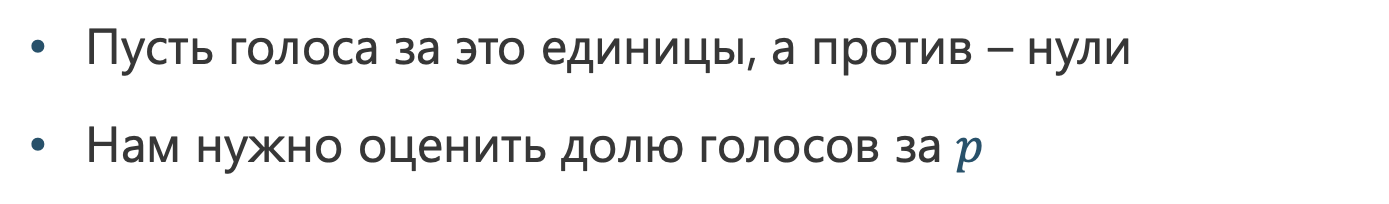 • Пусть голоса за это единицы, а против – нули
• Нам нужно оценить долю голосов за p